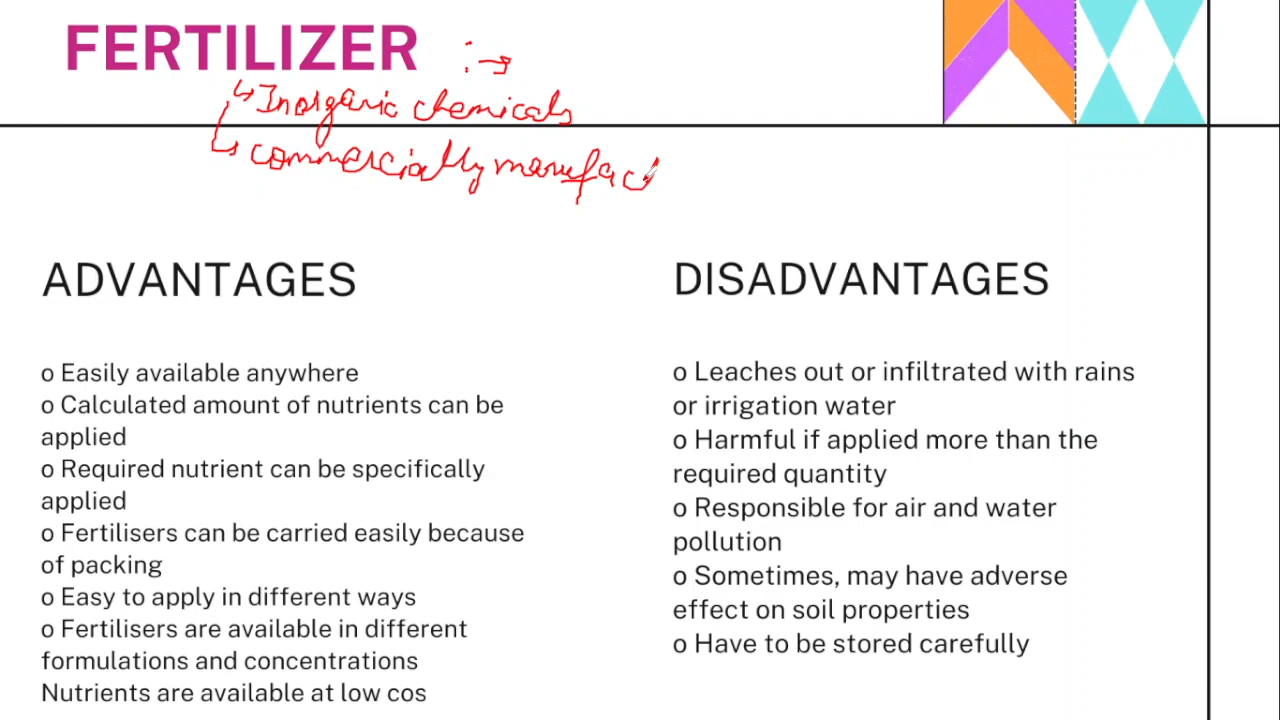 FERTILIZER :→
↳ Inorganic chemicals
↳ commercially manufac
ADVANTAGES
o Easily available anywhere
o Calculated amount of nutrients can be
applied
o Required nutrient can be specifically
applied
o Fertilisers can be carried easily because
of packing
o Easy to apply in different ways
o Fertilisers are available in different
formulations and concentrations
Nutrients are available at low cos
DISADVANTAGES
o Leaches out or infiltrated with rains
or irrigation water
o Harmful if applied more than the
required quantity
o Responsible for air and water
pollution
o Sometimes, may have adverse
effect on soil properties
o Have to be stored carefully